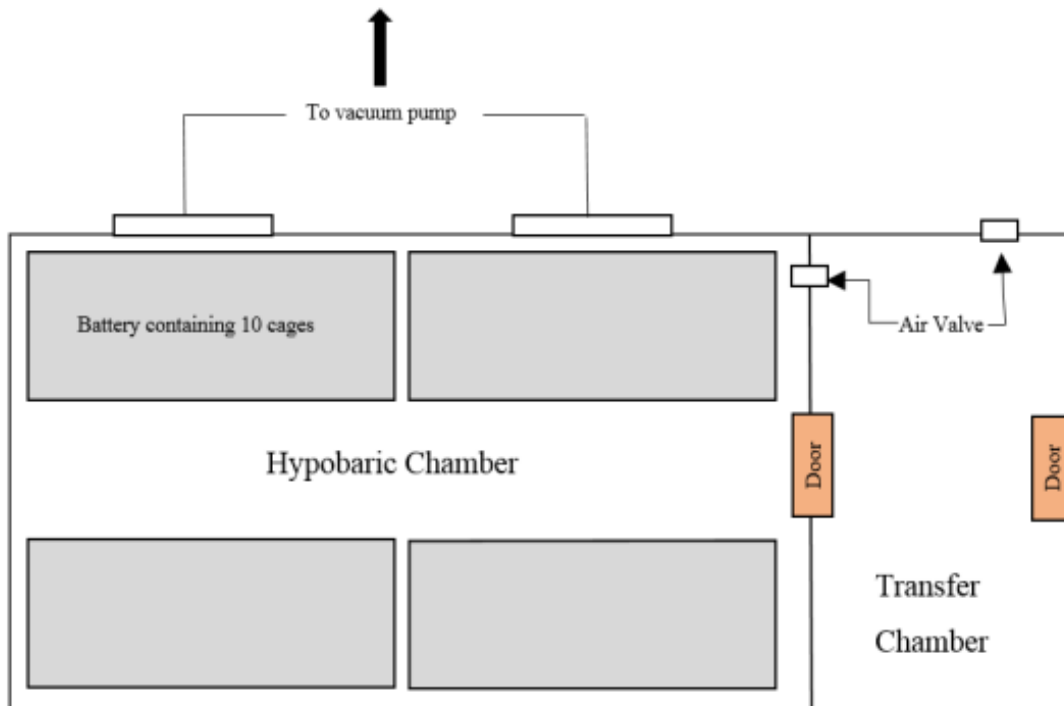 To vacuum pump
Battery containing 10 cages
Air Valve
Hypobaric Chamber
Door
Door
Transfer
Chamber